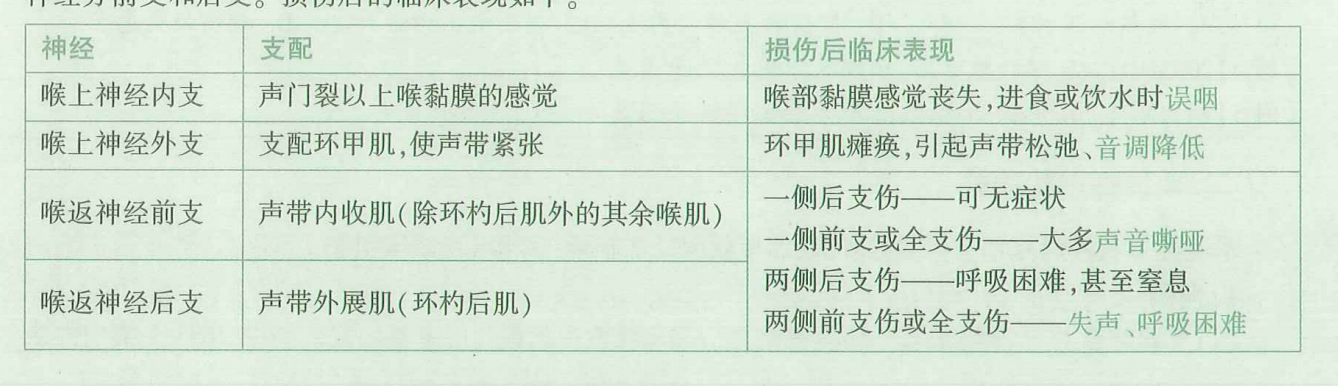 神经分前支和后支。损伤后的临床表现如下。
神经 支配 损伤后临床表现
喉上神经内支 声门裂以上喉黏膜的感觉 喉部黏膜感觉丧失,进食或饮水时误咽
喉上神经外支 支配环甲肌,使声带紧张 环甲肌瘫痪,引起声带松弛、音调降低
喉返神经前支 声带内收肌(除环杓后肌外的其余喉肌)
一侧后支伤——可无症状
一侧前支或全支伤——大多声音嘶哑
喉返神经后支 声带外展肌(环杓后肌)
两侧后支伤——呼吸困难,甚至窒息
两侧前支伤或全支伤——失声、呼吸困难